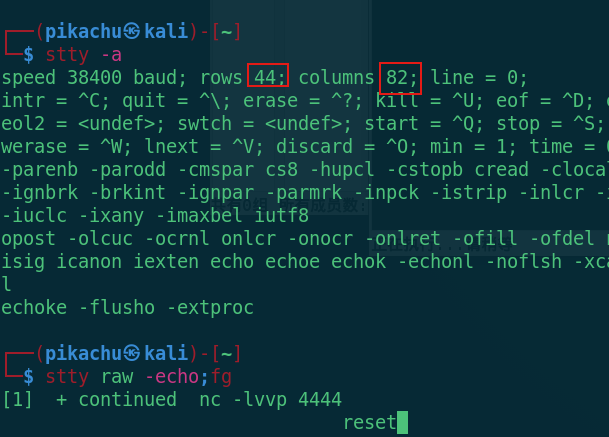 ┌──(pikachu㉿kali)-[~]
└─$ stty -a
speed 38400 baud; rows 44; columns 82; line = 0;
intr = ^C; quit = ^\; erase = ^?; kill = ^U; eof = ^D;
eol2 = <undef>; swtch = <undef>; start = ^Q; stop = ^S;
werase = ^W; lnext = ^V; discard = ^O; min = 1; time =
-parenb -parodd -cmspar cs8 -hupcl -cstopb cread -cloca
-ignbrk -brkint -ignpar -parmrk -inpck -istrip -inlcr
-iuclc -ixany -imaxbel iutf8
opost -olcuc -ocrnl onlcr -onocr -onlret -ofill -ofdel
isig icanon iexten echo echoe echok -echonl -noflsh -xca
l
echoke -flusho -extproc
┌──(pikachu㉿kali)-[~]
└─$ stty raw -echo;fg
[1]  + continued  nc -lvvp 4444
reset